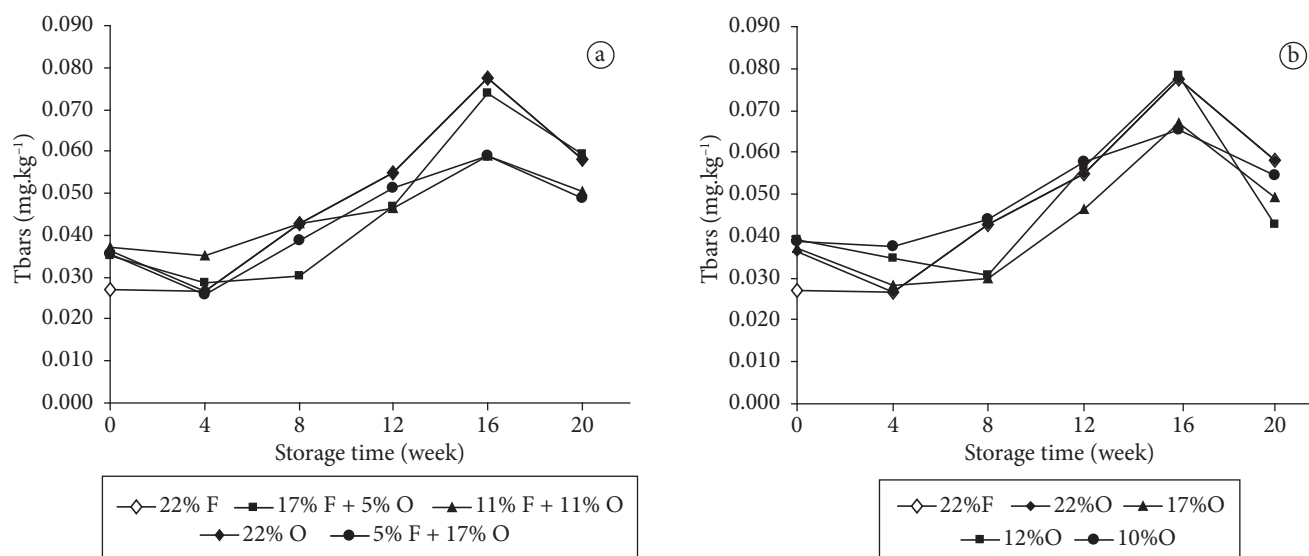 0.090
0.080
0.070
0.060
0.050
0.040
0.030
0.020
0.010
0.000
Tbars (mg.kg⁻¹)
0 4 8 12 16 20
Storage time (week)
a
22% F 17% F + 5% O 11% F + 11% O
22% O 5% F + 17% O
0.090
0.080
0.070
0.060
0.050
0.040
0.030
0.020
0.010
0.000
Tbars (mg.kg⁻¹)
0 4 8 12 16 20
Storage time (week)
b
22%F 22%O 17%O
12%O 10%O